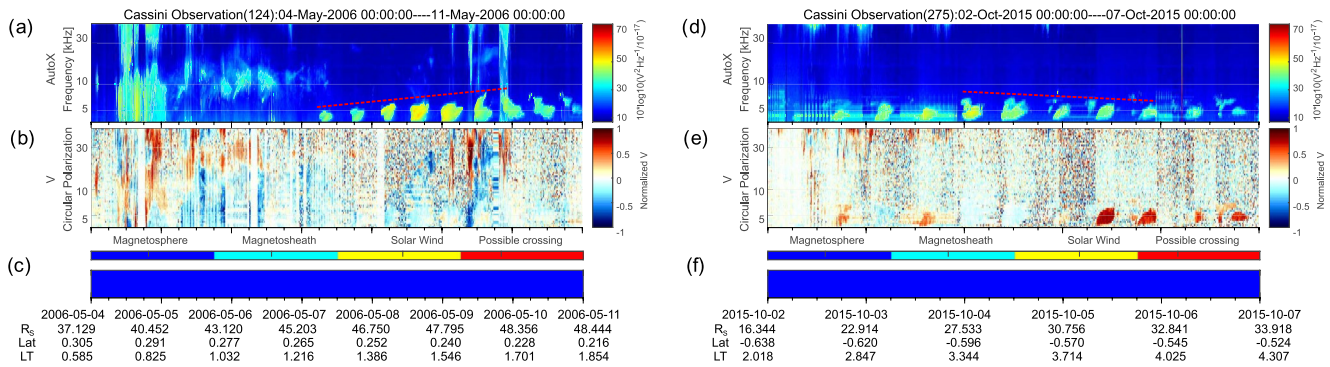 Cassini Observation(124):04-May-2006 00:00:00----11-May-2006 00:00:00
(a)
AutoX
Frequency [kHz]
30
10
5
70
50
30
10
10*log10(V²Hz⁻¹/10⁻¹⁷)
(b)
V
Circular Polarization
30
10
5
1
0.5
0
-0.5
-1
Normalized V
Magnetosphere Magnetosheath Solar Wind Possible crossing
(c)
2006-05-04 2006-05-05 2006-05-06 2006-05-07 2006-05-08 2006-05-09 2006-05-10 2006-05-11
R_S 37.129 40.452 43.120 45.203 46.750 47.795 48.356 48.444
Lat 0.305 0.291 0.277 0.265 0.252 0.240 0.228 0.216
LT 0.585 0.825 1.032 1.216 1.386 1.546 1.701 1.854
Cassini Observation(275):02-Oct-2015 00:00:00----07-Oct-2015 00:00:00
(d)
AutoX
Frequency [kHz]
30
10
5
70
50
30
10
10*log10(V²Hz⁻¹/10⁻¹⁷)
(e)
V
Circular Polarization
30
10
5
1
0.5
0
-0.5
-1
Normalized V
Magnetosphere Magnetosheath Solar Wind Possible crossing
(f)
2015-10-02 2015-10-03 2015-10-04 2015-10-05 2015-10-06 2015-10-07
R_S 16.344 22.914 27.533 30.756 32.841 33.918
Lat -0.638 -0.620 -0.596 -0.570 -0.545 -0.524
LT 2.018 2.847 3.344 3.714 4.025 4.307